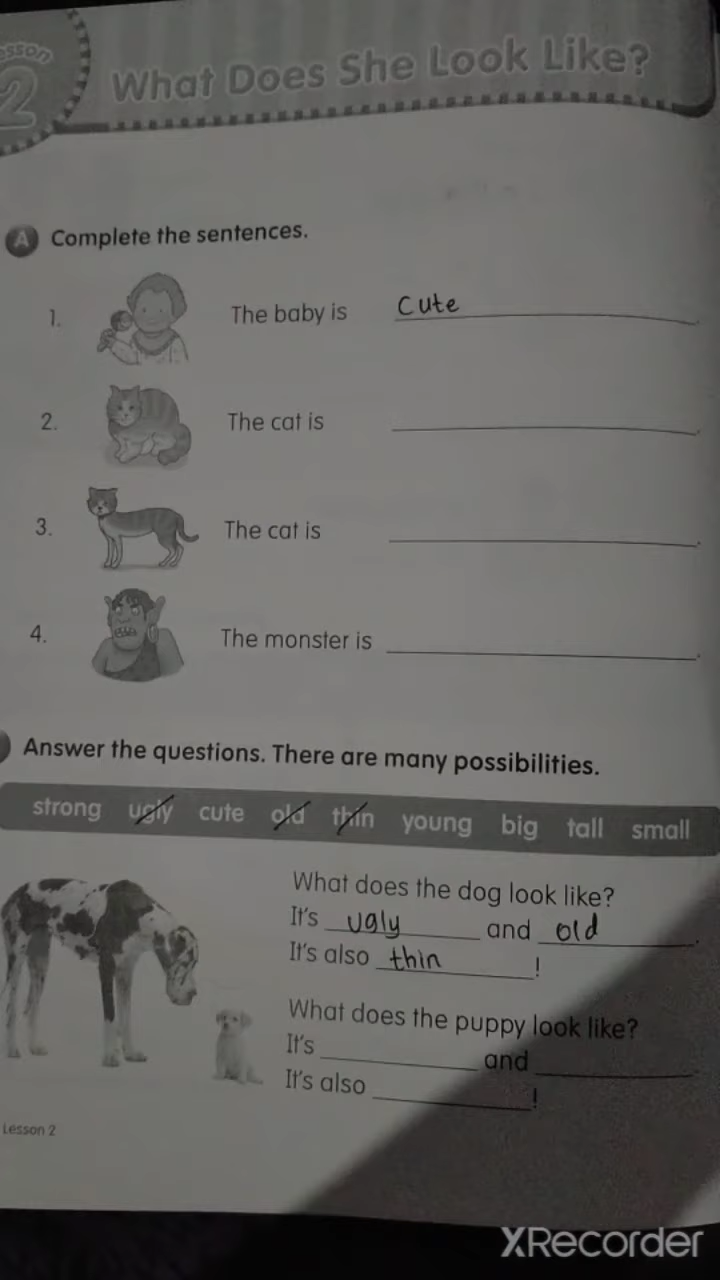 esson
2
What Does She Look Like?
A Complete the sentences.
1. The baby is Cute .
2. The cat is .
3. The cat is .
4. The monster is .
Answer the questions. There are many possibilities.
strong ugly cute old thin young big tall small
What does the dog look like?
It's ugly and old .
It's also thin !
What does the puppy look like?
It's and .
It's also !
Lesson 2
XRecorder